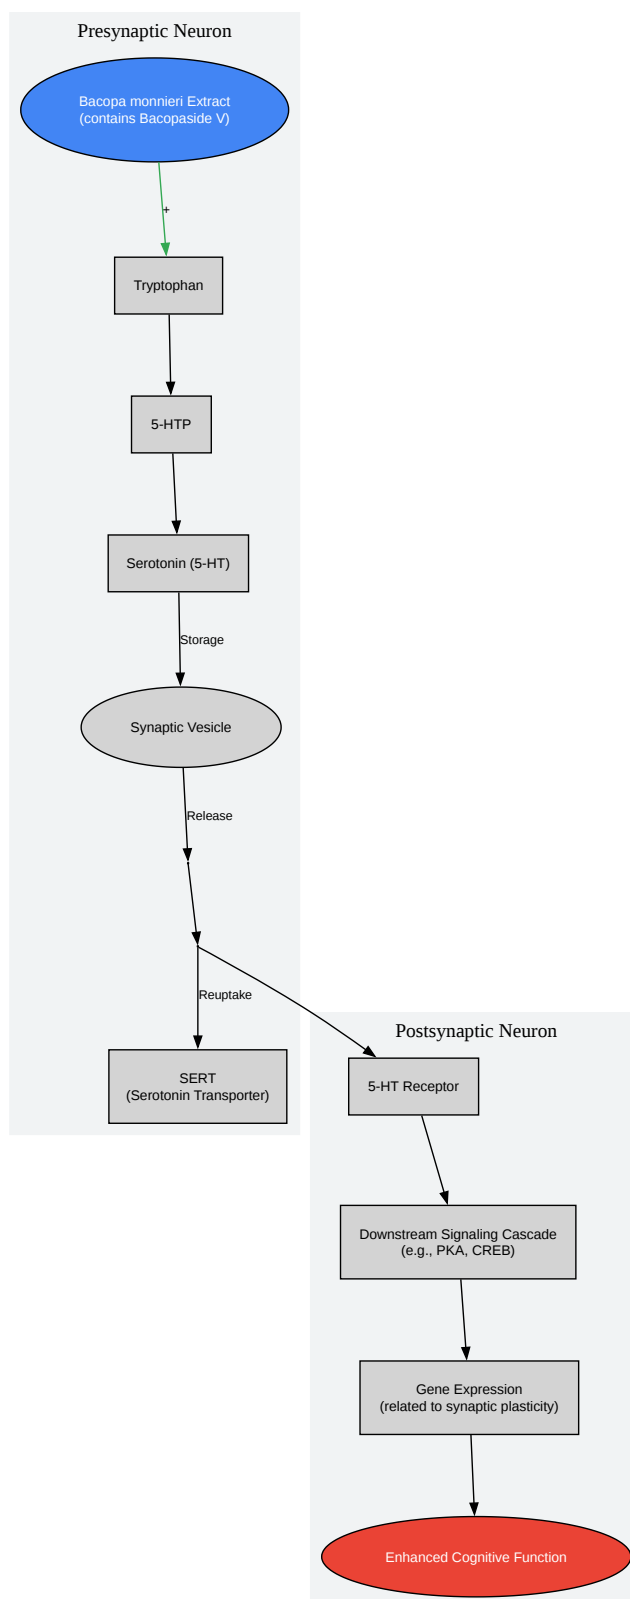 Presynaptic Neuron
Bacopa monnieri Extract
(contains Bacopaside V)
+
Tryptophan
5-HTP
Serotonin (5-HT)
Storage
Synaptic Vesicle
Release
Reuptake
SERT
(Serotonin Transporter)
Postsynaptic Neuron
5-HT Receptor
Downstream Signaling Cascade
(e.g., PKA, CREB)
Gene Expression
(related to synaptic plasticity)
Enhanced Cognitive Function